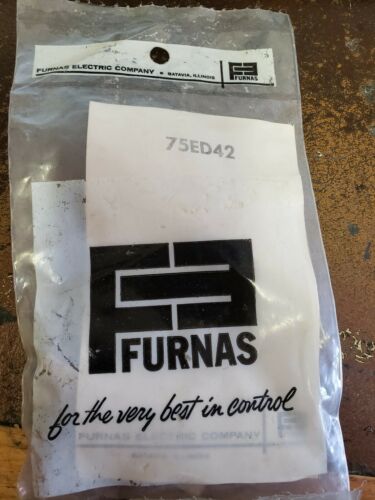 FURNAS ELECTRIC COMPANY • BATAVIA, ILLINOIS
FURNAS
75ED42
FURNAS
for the very best in control
FURNAS ELECTRIC COMPANY